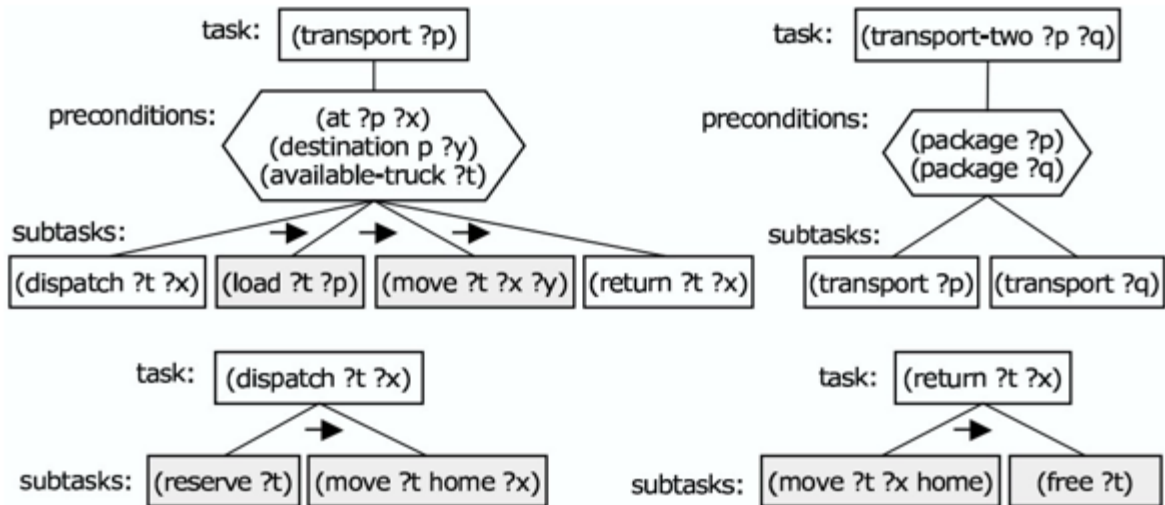 task: (transport ?p)
preconditions: (at ?p ?x)
(destination p ?y)
(available-truck ?t)
subtasks:
(dispatch ?t ?x) (load ?t ?p) (move ?t ?x ?y) (return ?t ?x)
task: (transport-two ?p ?q)
preconditions: (package ?p)
(package ?q)
subtasks:
(transport ?p) (transport ?q)
task: (dispatch ?t ?x)
subtasks: (reserve ?t) (move ?t home ?x)
task: (return ?t ?x)
subtasks: (move ?t ?x home) (free ?t)